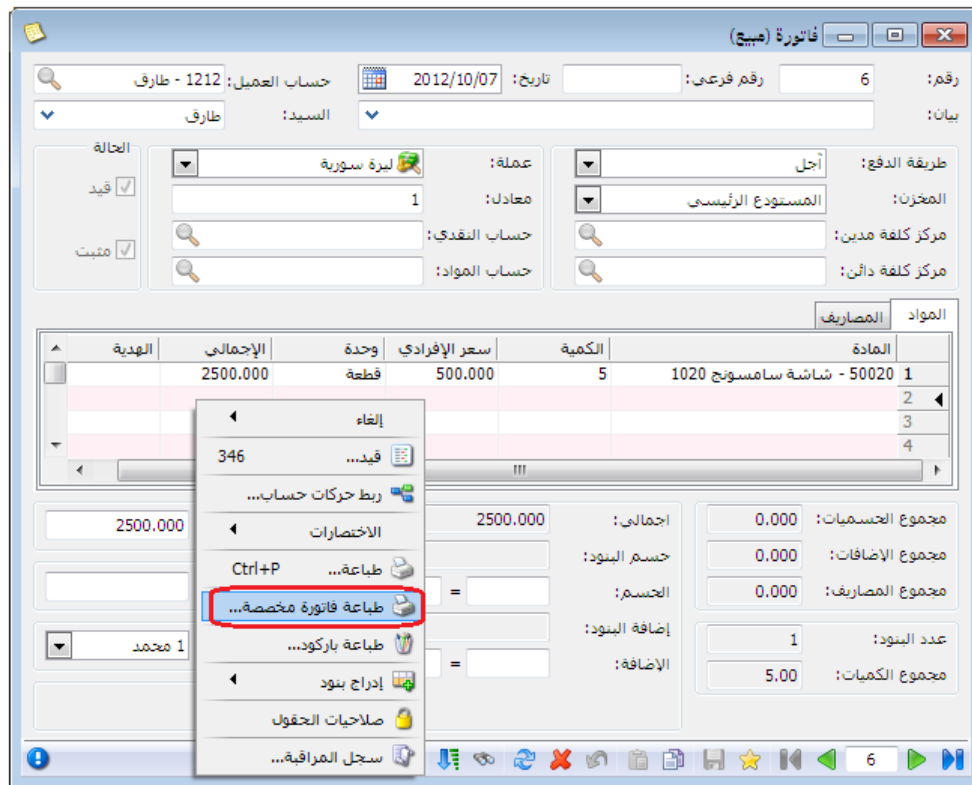 فاتورة (مبيع)
رقم: 6 رقم فرعي: تاريخ: 2012/10/07 حساب العميل: 1212 - طارق
بيان: السيد: طارق
طريقة الدفع: آجل
المخزن: المستودع الرئيسي
مركز كلفة مدين:
مركز كلفة دائن:
عملة: ليرة سورية
معادل: 1
حساب النقدي:
حساب المواد:
الحالة
قيد
مثبت
المواد المصاريف
المادة الكمية سعر الإفرادي وحدة الإجمالي الهدية
1 50020 - شاشة سامسونج 1020 5 500.000 قطعة 2500.000
2
3
4
إلغاء
قيد... 346
ربط حركات حساب...
الاختصارات
طباعة... Ctrl+P
طباعة فاتورة مخصصة...
طباعة باركود...
إدراج بنود
صلاحيات الحقول
سجل المراقبة...
مجموع الحسميات: 0.000
مجموع الإضافات: 0.000
مجموع المصاريف: 0.000
عدد البنود: 1
مجموع الكميات: 5.00
اجمالي: 2500.000
حسم البنود:
الحسم: =
إضافة البنود:
الإضافة: =
2500.000
1 محمد
6